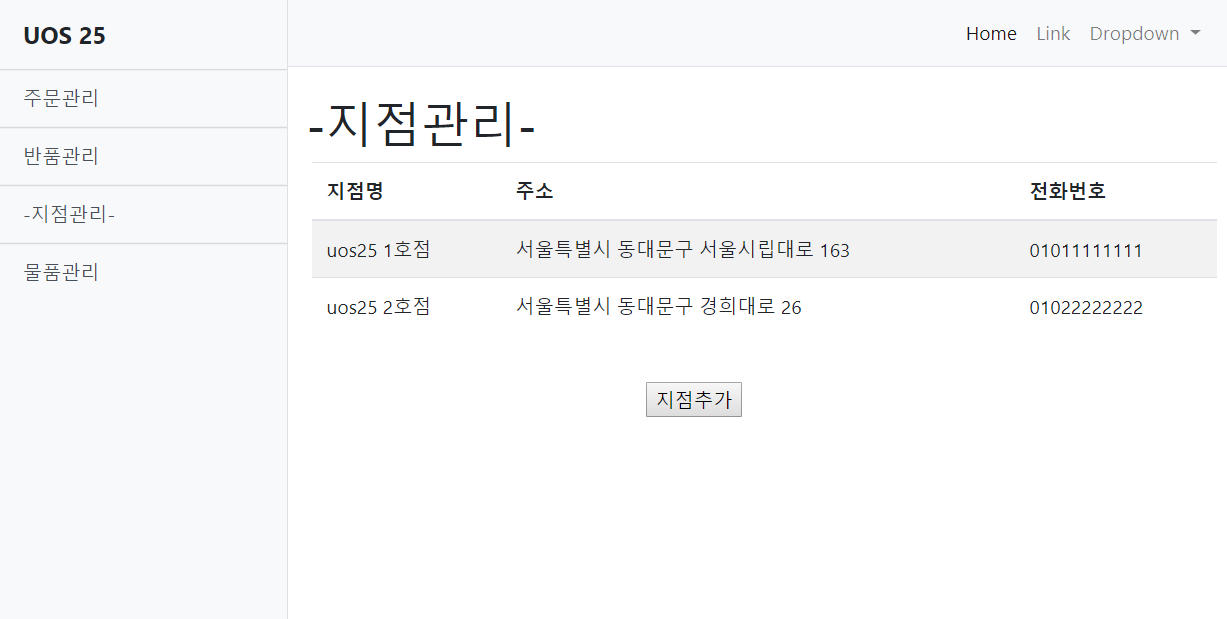 UOS 25
Home Link Dropdown
주문관리
반품관리
-지점관리-
물품관리
-지점관리-
지점명 주소 전화번호
uos25 1호점 서울특별시 동대문구 서울시립대로 163 01011111111
uos25 2호점 서울특별시 동대문구 경희대로 26 01022222222
지점추가